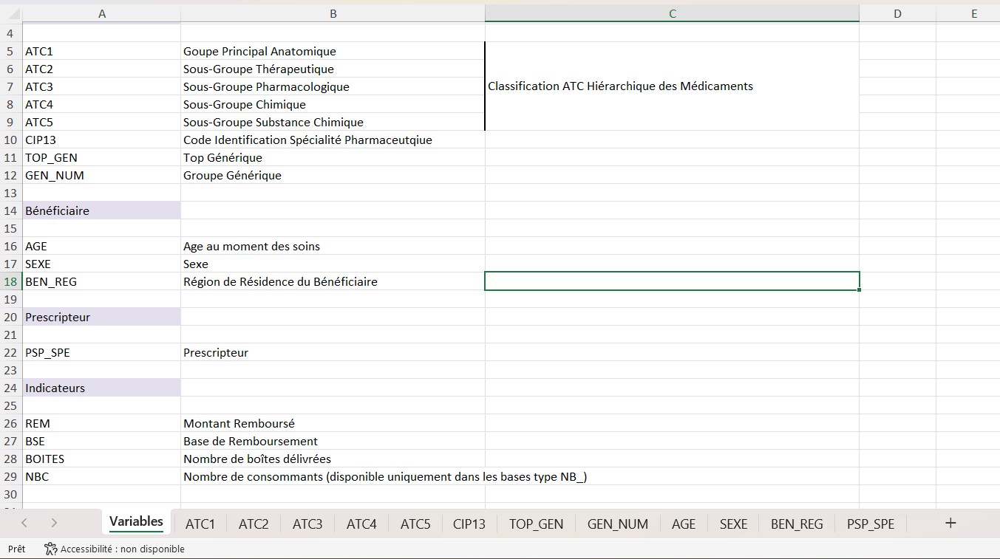 A B C D E
4
5 ATC1 Goupe Principal Anatomique
6 ATC2 Sous-Groupe Thérapeutique
7 ATC3 Sous-Groupe Pharmacologique Classification ATC Hiérarchique des Médicaments
8 ATC4 Sous-Groupe Chimique
9 ATC5 Sous-Groupe Substance Chimique
10 CIP13 Code Identification Spécialité Pharmaceutqiue
11 TOP_GEN Top Générique
12 GEN_NUM Groupe Générique
13
14 Bénéficiaire
15
16 AGE Age au moment des soins
17 SEXE Sexe
18 BEN_REG Région de Résidence du Bénéficiaire
19
20 Prescripteur
21
22 PSP_SPE Prescripteur
23
24 Indicateurs
25
26 REM Montant Remboursé
27 BSE Base de Remboursement
28 BOITES Nombre de boîtes délivrées
29 NBC Nombre de consommants (disponible uniquement dans les bases type NB_)
30
Variables ATC1 ATC2 ATC3 ATC4 ATC5 CIP13 TOP_GEN GEN_NUM AGE SEXE BEN_REG PSP_SPE +
Prêt Accessibilité : non disponible